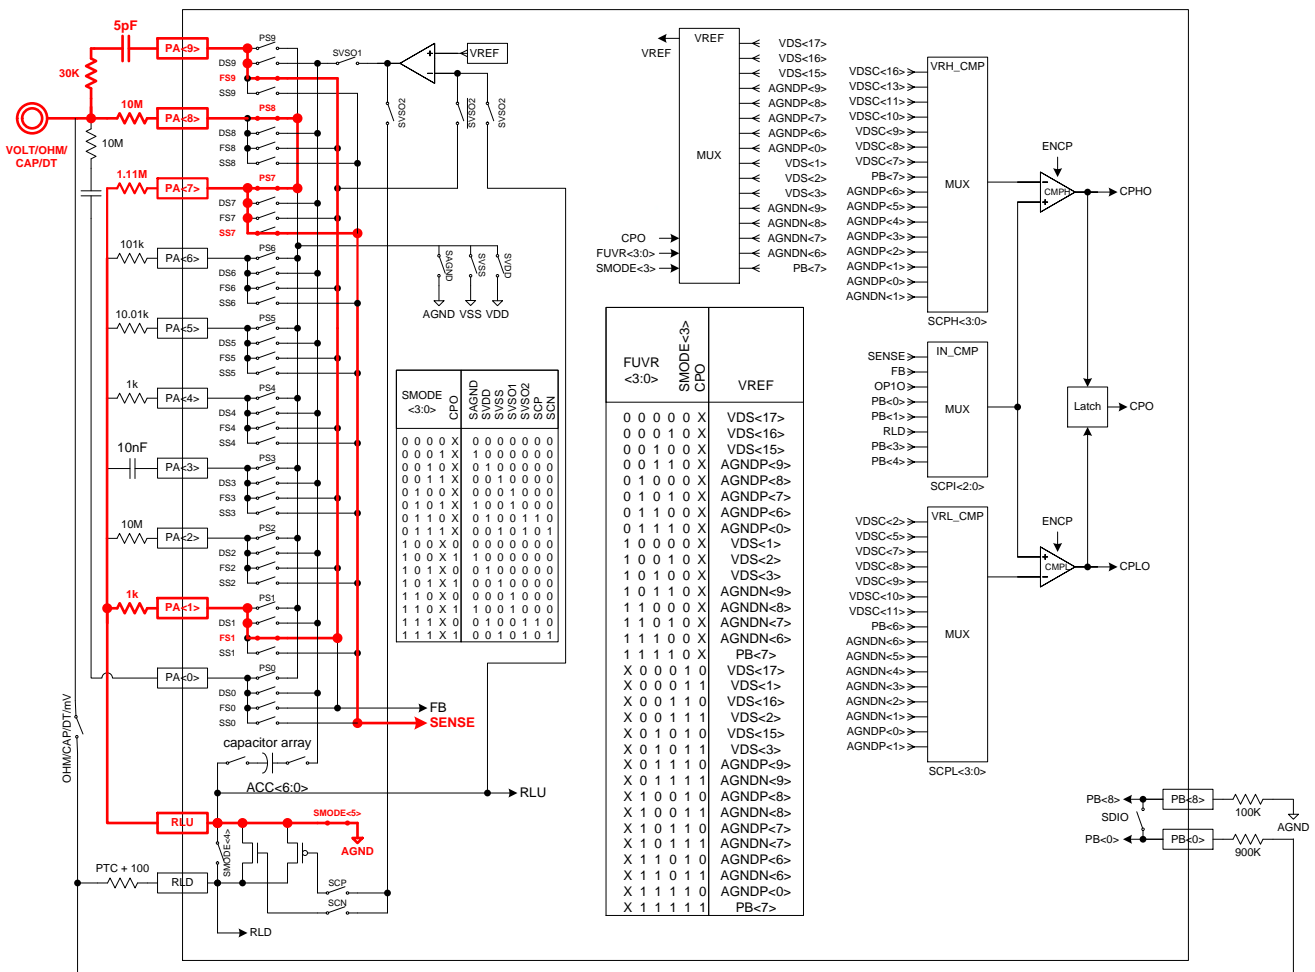 5pF
PA<9>
PS9
DS9
FS9
SS9
SVSO1
VREF
30K
10M
PA<8>
PS8
DS8
FS8
SS8
SVSO2
SVSO2
SVSO2
VOLT/OHM/
CAP/DT
10M
1.11M
PA<7>
PS7
DS7
FS7
SS7
101k
PA<6>
PS6
DS6
FS6
SS6
SAGND
SVSS
SVDD
AGND
VSS
VDD
10.01k
PA<5>
PS5
DS5
FS5
SS5
1k
PA<4>
PS4
DS4
FS4
SS4
10nF
PA<3>
PS3
DS3
FS3
SS3
10M
PA<2>
PS2
DS2
FS2
SS2
1k
PA<1>
PS1
DS1
FS1
SS1
PA<0>
PS0
DS0
FS0
SS0
FB
SENSE
OHM/CAP/DT/mV
capacitor array
ACC<6:0>
RLU
RLU
SMODE<5>
AGND
SMODE<4>
PTC + 100
RLD
SCP
SCN
RLD
SMODE <3:0> CPO SAGND SVDD SVSS SVSO1 SVSO2 SCP SCN
0 0 0 0 X 0 0 0 0 0 0 0
0 0 0 1 X 1 0 0 0 0 0 0
0 0 1 0 X 0 1 0 0 0 0 0
0 0 1 1 X 0 0 1 0 0 0 0
0 1 0 0 X 0 0 0 1 0 0 0
0 1 0 1 X 1 0 0 1 0 0 0
0 1 1 0 X 0 1 0 0 1 1 0
0 1 1 1 X 0 0 1 0 1 0 1
1 0 0 X 0 0 0 0 0 0 0 0
1 0 0 X 1 1 0 0 0 0 0 0
1 0 1 X 0 0 1 0 0 0 0 0
1 0 1 X 1 0 0 1 0 0 0 0
1 1 0 X 0 0 0 0 1 0 0 0
1 1 0 X 1 1 0 0 1 0 0 0
1 1 1 X 0 0 1 0 0 1 1 0
1 1 1 X 1 0 0 1 0 1 0 1
VREF
VREF
MUX
VDS<17>
VDS<16>
VDS<15>
AGNDP<9>
AGNDP<8>
AGNDP<7>
AGNDP<6>
AGNDP<0>
VDS<1>
VDS<2>
VDS<3>
AGNDN<9>
AGNDN<8>
AGNDN<7>
AGNDN<6>
PB<7>
CPO
FUVR<3:0>
SMODE<3>
FUVR <3:0> SMODE<3> CPO VREF
0 0 0 0 0 X VDS<17>
0 0 0 1 0 X VDS<16>
0 0 1 0 0 X VDS<15>
0 0 1 1 0 X AGNDP<9>
0 1 0 0 0 X AGNDP<8>
0 1 0 1 0 X AGNDP<7>
0 1 1 0 0 X AGNDP<6>
0 1 1 1 0 X AGNDP<0>
1 0 0 0 0 X VDS<1>
1 0 0 1 0 X VDS<2>
1 0 1 0 0 X VDS<3>
1 0 1 1 0 X AGNDN<9>
1 1 0 0 0 X AGNDN<8>
1 1 0 1 0 X AGNDN<7>
1 1 1 0 0 X AGNDN<6>
1 1 1 1 0 X PB<7>
X 0 0 0 1 0 VDS<17>
X 0 0 0 1 1 VDS<1>
X 0 0 1 1 0 VDS<16>
X 0 0 1 1 1 VDS<2>
X 0 1 0 1 0 VDS<15>
X 0 1 0 1 1 VDS<3>
X 0 1 1 1 0 AGNDP<9>
X 0 1 1 1 1 AGNDN<9>
X 1 0 0 1 0 AGNDP<8>
X 1 0 0 1 1 AGNDN<8>
X 1 0 1 1 0 AGNDP<7>
X 1 0 1 1 1 AGNDN<7>
X 1 1 0 1 0 AGNDP<6>
X 1 1 0 1 1 AGNDN<6>
X 1 1 1 1 0 AGNDP<0>
X 1 1 1 1 1 PB<7>
VRH_CMP
MUX
VDSC<16>
VDSC<13>
VDSC<11>
VDSC<10>
VDSC<9>
VDSC<8>
VDSC<7>
PB<7>
AGNDP<6>
AGNDP<5>
AGNDP<4>
AGNDP<3>
AGNDP<2>
AGNDP<1>
AGNDP<0>
AGNDN<1>
SCPH<3:0>
ENCP
CMPH
CPHO
IN_CMP
MUX
SENSE
FB
OP1O
PB<0>
PB<1>
RLD
PB<3>
PB<4>
SCPI<2:0>
Latch
CPO
VRL_CMP
MUX
VDSC<2>
VDSC<5>
VDSC<7>
VDSC<8>
VDSC<9>
VDSC<10>
VDSC<11>
PB<6>
AGNDN<6>
AGNDN<5>
AGNDN<4>
AGNDN<3>
AGNDN<2>
AGNDN<1>
AGNDP<0>
AGNDP<1>
SCPL<3:0>
ENCP
CMPL
CPLO
PB<8>
PB<8>
100K
AGND
SDIO
PB<0>
PB<0>
900K